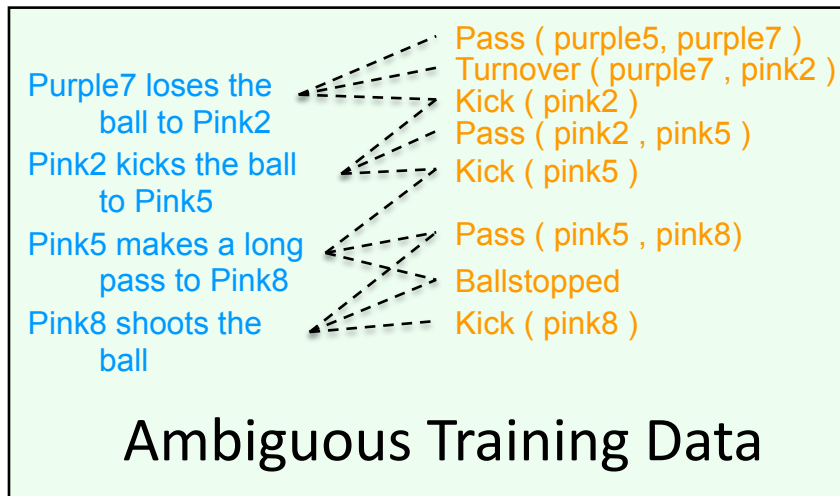 Purple7 loses the
ball to Pink2
Pink2 kicks the ball
to Pink5
Pink5 makes a long
pass to Pink8
Pink8 shoots the
ball
Pass ( purple5, purple7 )
Turnover ( purple7 , pink2 )
Kick ( pink2 )
Pass ( pink2 , pink5 )
Kick ( pink5 )
Pass ( pink5 , pink8)
Ballstopped
Kick ( pink8 )
Ambiguous Training Data